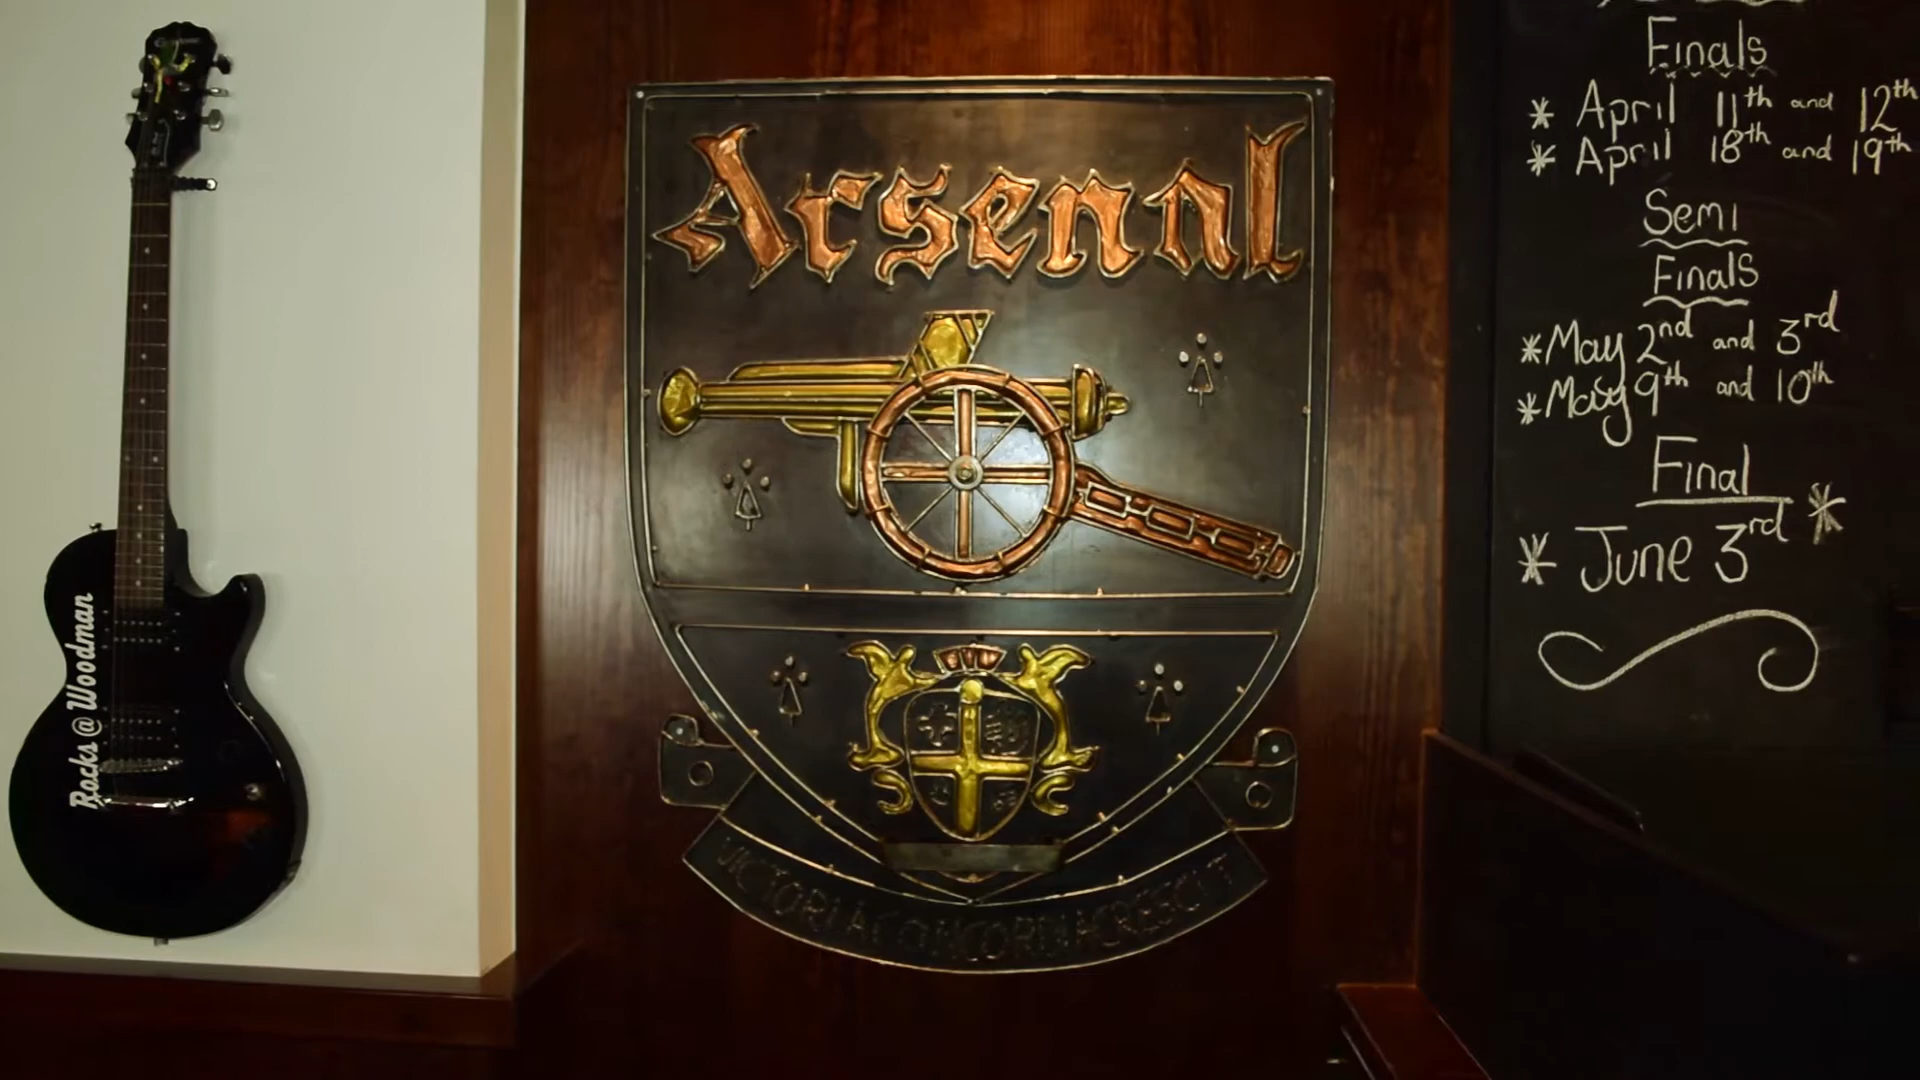 Rocks @ Woodman
Arsenal
VICTORIA CONCORDIA CRESCIT
Finals
* April 11th and 12th
* April 18th and 19th
Semi
Finals
* May 2nd and 3rd
* May 9th and 10th
Final
* June 3rd *